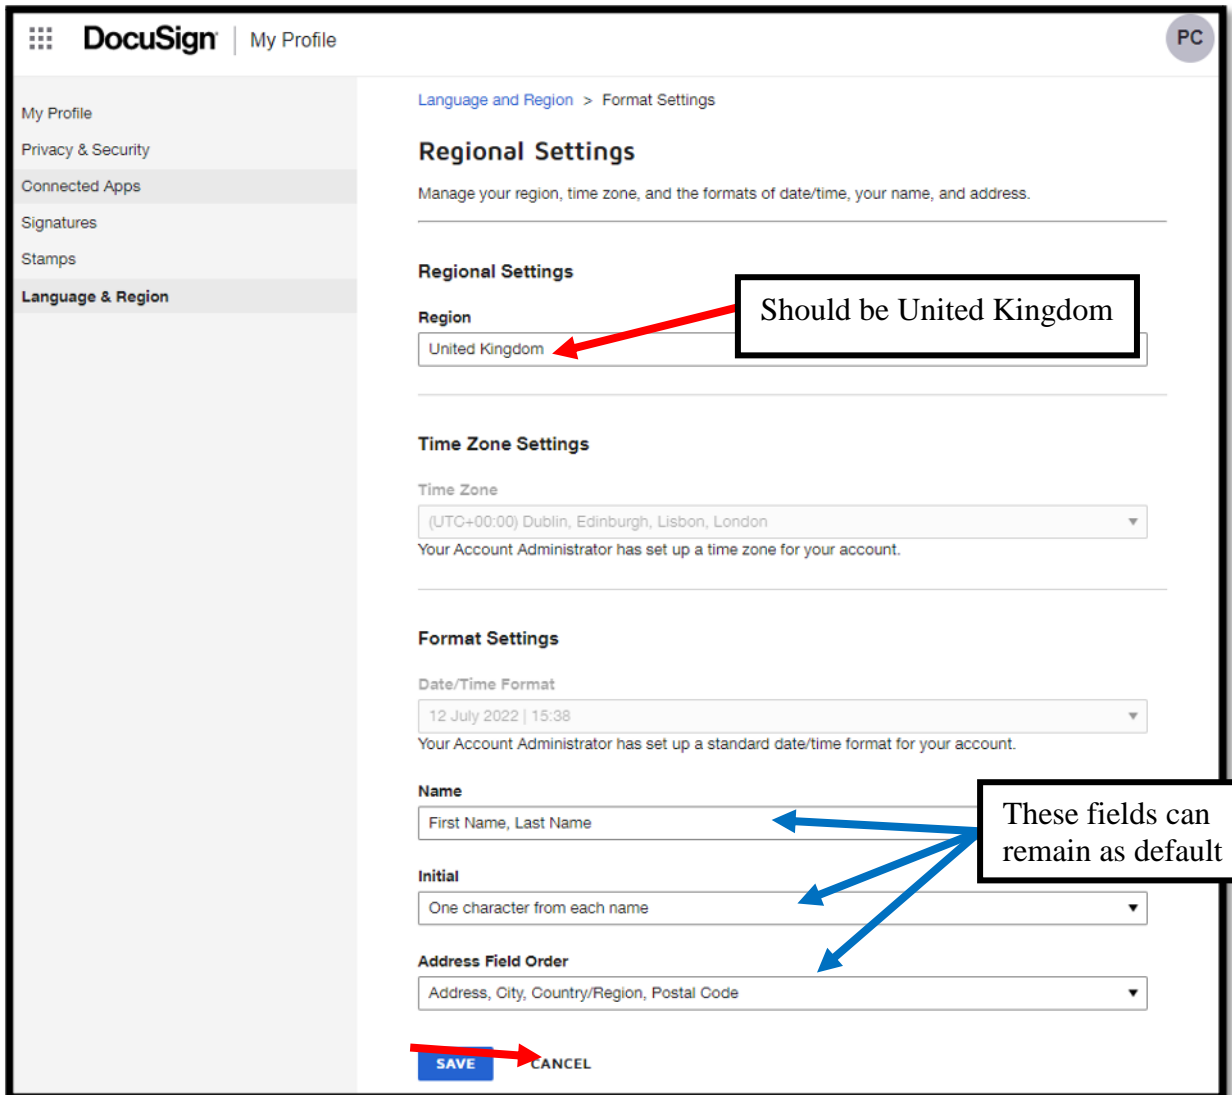 DocuSign | My Profile
PC
My Profile
Privacy & Security
Connected Apps
Signatures
Stamps
Language & Region
Language and Region > Format Settings
Regional Settings
Manage your region, time zone, and the formats of date/time, your name, and address.
Regional Settings
Should be United Kingdom
Region
United Kingdom
Time Zone Settings
Time Zone
(UTC+00:00) Dublin, Edinburgh, Lisbon, London
Your Account Administrator has set up a time zone for your account.
Format Settings
Date/Time Format
12 July 2022 | 15:38
Your Account Administrator has set up a standard date/time format for your account.
Name
First Name, Last Name
These fields can
remain as default
Initial
One character from each name
Address Field Order
Address, City, Country/Region, Postal Code
SAVE
CANCEL